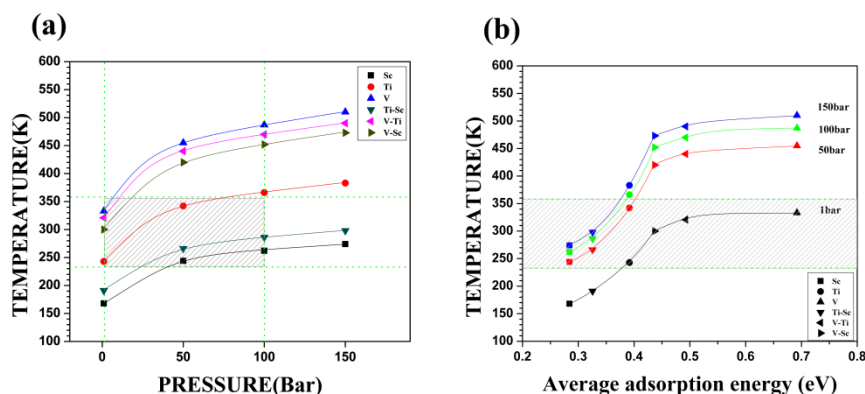 (a)
TEMPERATURE(K)
600
550
500
450
400
350
300
250
200
150
100
0
50
100
150
PRESSURE(Bar)
Sc
Ti
V
Ti-Sc
V-Ti
V-Sc
(b)
TEMPERATURE(K)
600
550
500
450
400
350
300
250
200
150
100
0.2
0.3
0.4
0.5
0.6
0.7
0.8
Average adsorption energy (eV)
150bar
100bar
50bar
1bar
Sc
Ti
V
Ti-Sc
V-Ti
V-Sc